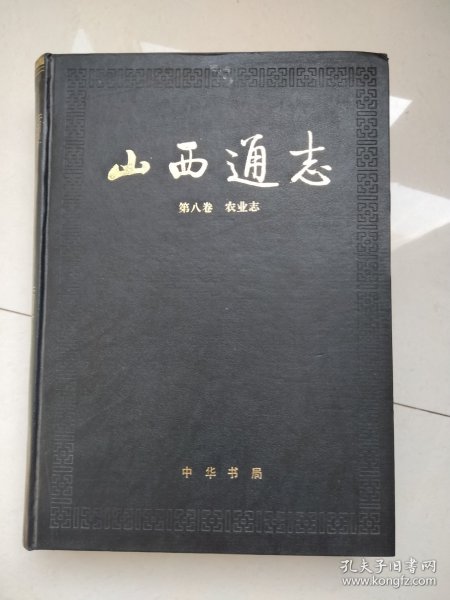 山西通志
第八卷 农业志
中华书局
孔夫子旧书网
www.kongfz.com